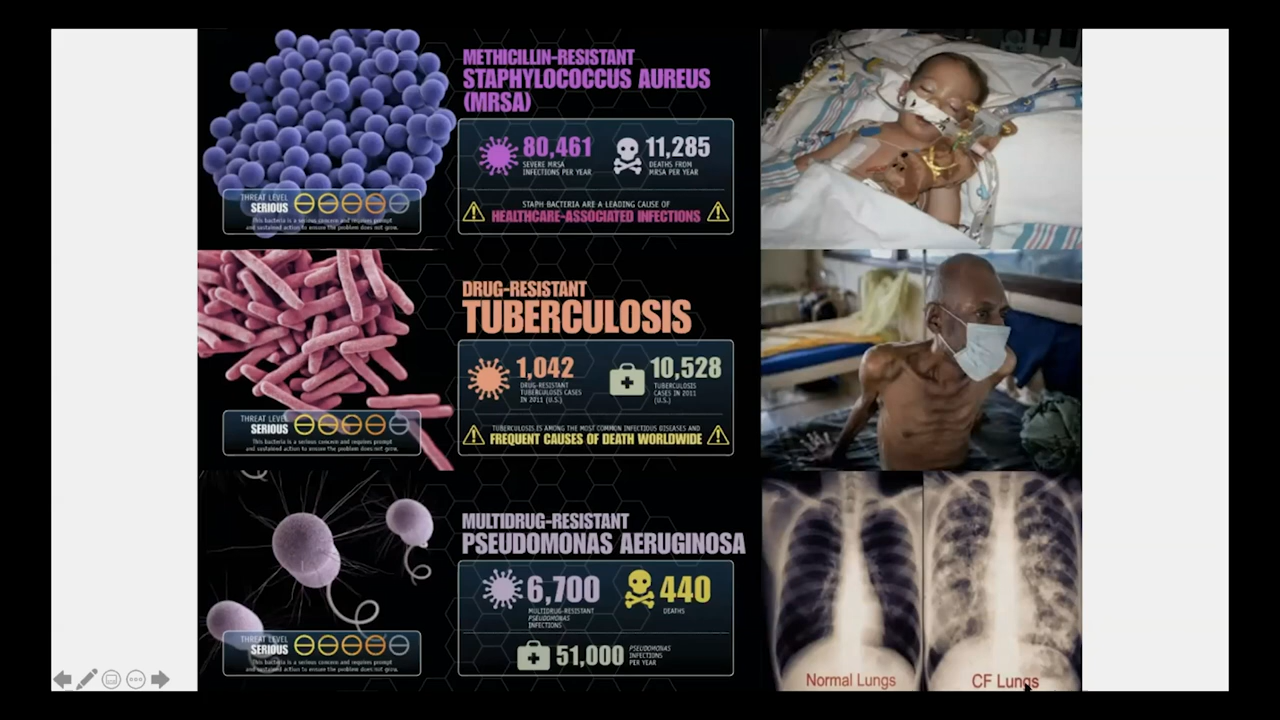 METHICILLIN-RESISTANT
STAPHYLOCOCCUS AUREUS
(MRSA)
80,461
SEVERE MRSA
INFECTIONS PER YEAR
11,285
DEATHS FROM
MRSA PER YEAR
THREAT LEVEL
SERIOUS
This bacteria is a serious concern and requires prompt
and sustained action to ensure the problem does not grow.
STAPH BACTERIA ARE A LEADING CAUSE OF
HEALTHCARE-ASSOCIATED INFECTIONS
DRUG-RESISTANT
TUBERCULOSIS
1,042
DRUG-RESISTANT
TUBERCULOSIS CASES
IN 2011 (U.S.)
10,528
TUBERCULOSIS
CASES IN 2011
(U.S.)
THREAT LEVEL
SERIOUS
This bacteria is a serious concern and requires prompt
and sustained action to ensure the problem does not grow.
TUBERCULOSIS IS AMONG THE MOST COMMON INFECTIOUS DISEASES AND
FREQUENT CAUSES OF DEATH WORLDWIDE
MULTIDRUG-RESISTANT
PSEUDOMONAS AERUGINOSA
6,700
MULTIDRUG-RESISTANT
PSEUDOMONAS
INFECTIONS
440
DEATHS
THREAT LEVEL
SERIOUS
This bacteria is a serious concern and requires prompt
and sustained action to ensure the problem does not grow.
51,000
PSEUDOMONAS
INFECTIONS
PER YEAR
Normal Lungs
CF Lungs